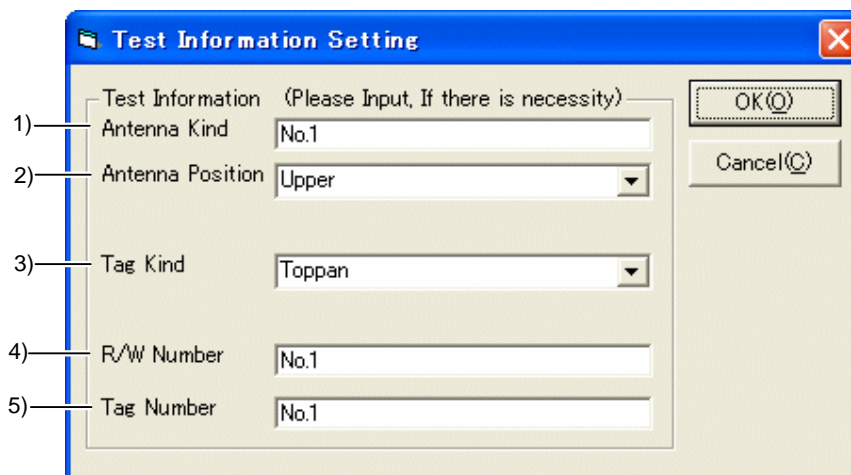 Test Information Setting
Test Information (Please Input, If there is necessity)
OK(O)
1) Antenna Kind No.1
Cancel(C)
2) Antenna Position Upper
3) Tag Kind Toppan
4) R/W Number No.1
5) Tag Number No.1